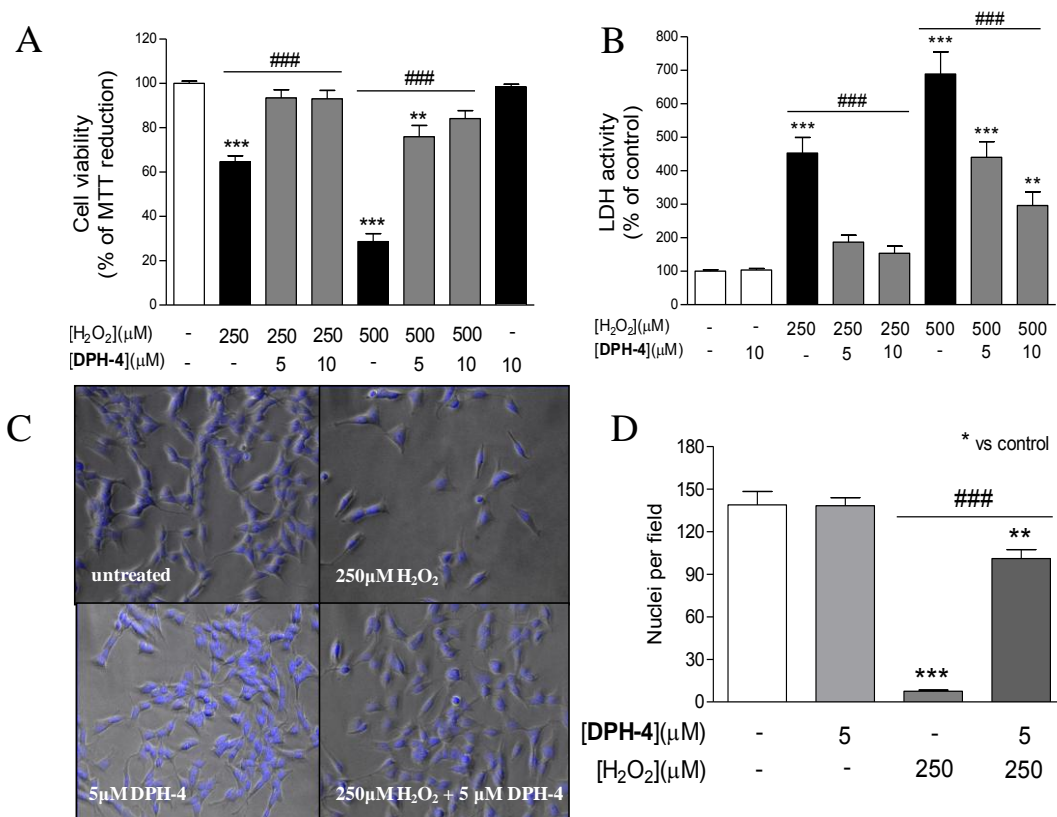 A
Cell viability
(% of MTT reduction)
120
100
80
60
40
20
0
###
###
***
***
**
[H₂O₂](µM) - 250 250 250 500 500 500 -
[DPH-4](µM) - - 5 10 - 5 10 10
B
LDH activity
(% of control)
800
700
600
500
400
300
200
100
0
###
***
###
***
***
**
[H₂O₂](µM) - - 250 250 250 500 500 500
[DPH-4](µM) - 10 - 5 10 - 5 10
C
untreated
250µM H₂O₂
5µM DPH-4
250µM H₂O₂ + 5 µM DPH-4
D
Nuclei per field
180
150
120
90
60
30
0
* vs control
###
**
***
[DPH-4](µM) - 5 - 5
[H₂O₂](µM) - - 250 250